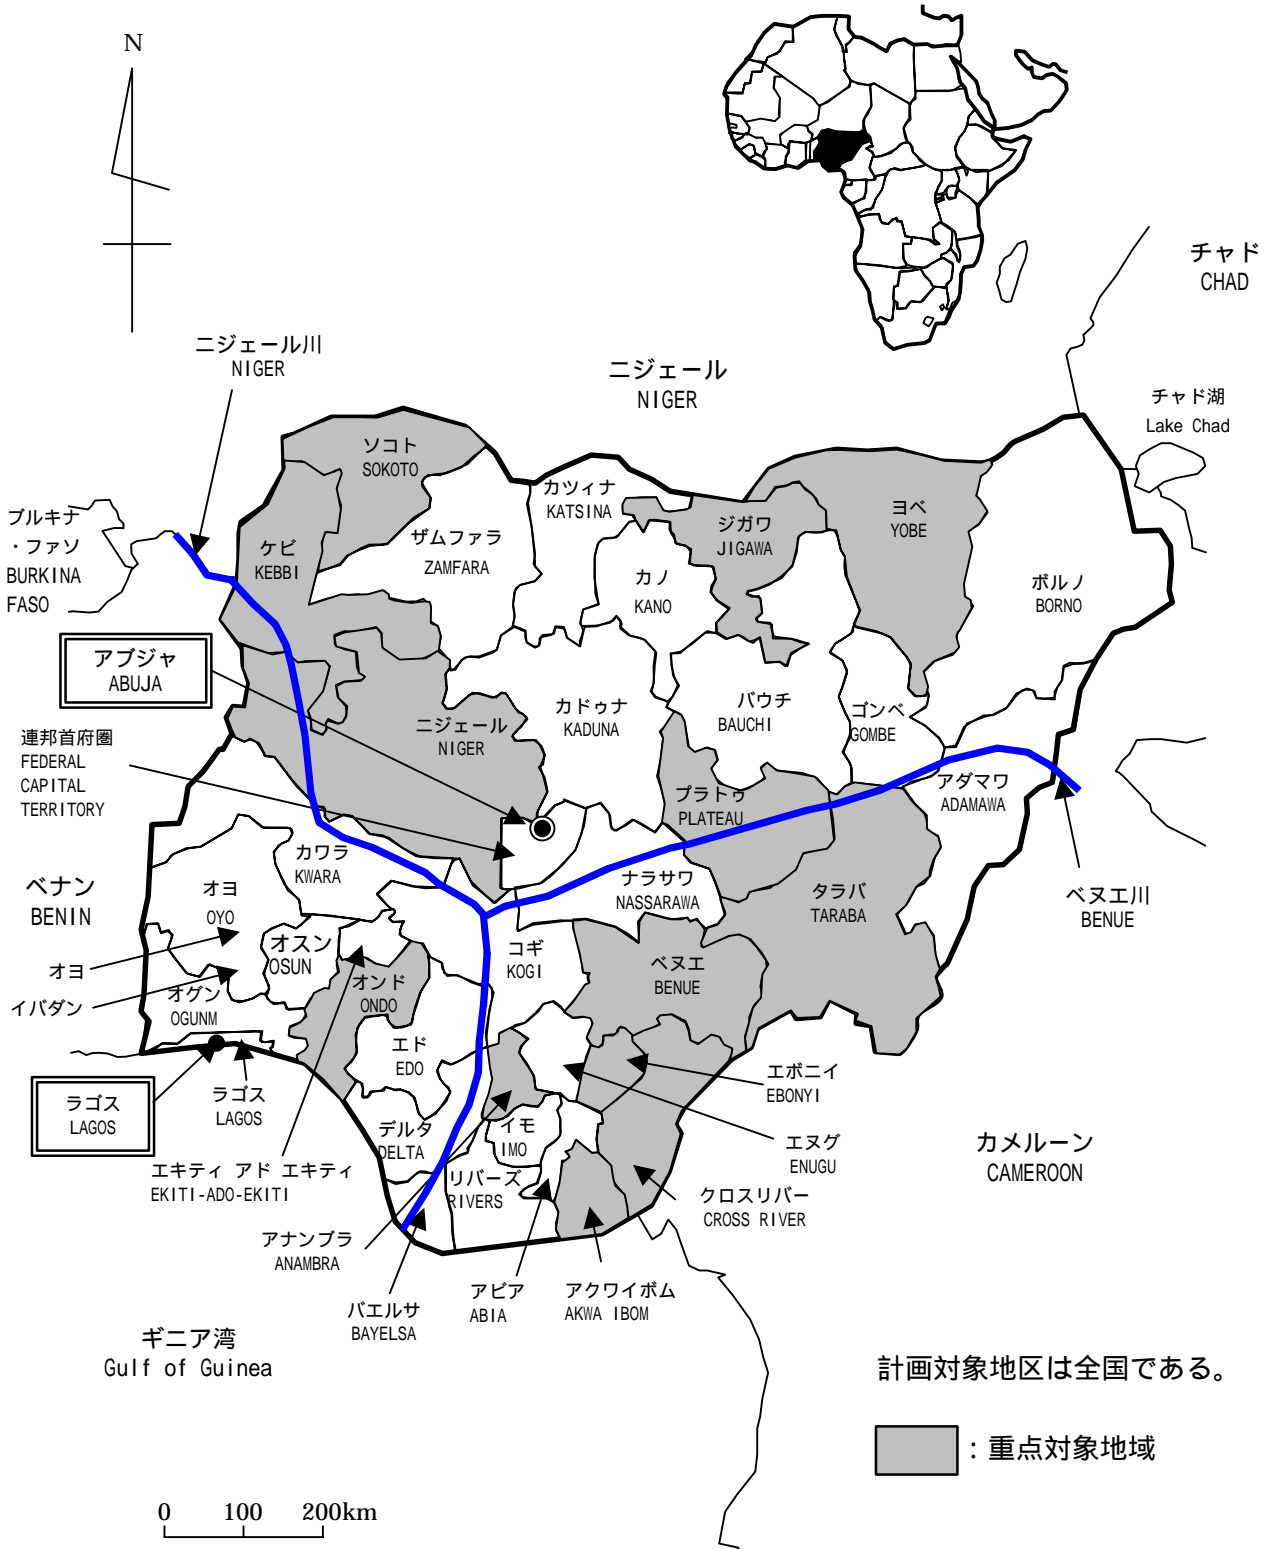 N
チャド
CHAD
ニジェール川
NIGER
ニジェール
NIGER
チャド湖
Lake Chad
ソコト
SOKOTO
カツィナ
KATSINA
ザムファラ
ZAMFARA
ジガワ
JIGAWA
ヨベ
YOBE
ブルキナ
・ファソ
BURKINA
FASO
ケビ
KEBBI
カノ
KANO
ボルノ
BORNO
アブジャ
ABUJA
カドゥナ
KADUNA
バウチ
BAUCHI
ゴンベ
GOMBE
ニジェール
NIGER
連邦首府圏
FEDERAL
CAPITAL
TERRITORY
プラトゥ
PLATEAU
アダマワ
ADAMAWA
カワラ
KWARA
ナラサワ
NASSARAWA
タラバ
TARABA
ベヌエ川
BENUE
ベナン
BENIN
オヨ
OYO
オスン
OSUN
コギ
KOGI
ベヌエ
BENUE
オヨ
イバダン
オンド
ONDO
オグン
OGUNM
エド
EDO
エボニイ
EBONYI
ラゴス
LAGOS
ラゴス
LAGOS
デルタ
DELTA
イモ
IMO
エヌグ
ENUGU
カメルーン
CAMEROON
エキティ アド エキティ
EKITI-ADO-EKITI
リバーズ
RIVERS
クロスリバー
CROSS RIVER
アナンブラ
ANAMBRA
バエルサ
BAYELSA
アビア
ABIA
アクワイボム
AKWA IBOM
ギニア湾
Gulf of Guinea
計画対象地区は全国である。
：重点対象地域
0 100 200km